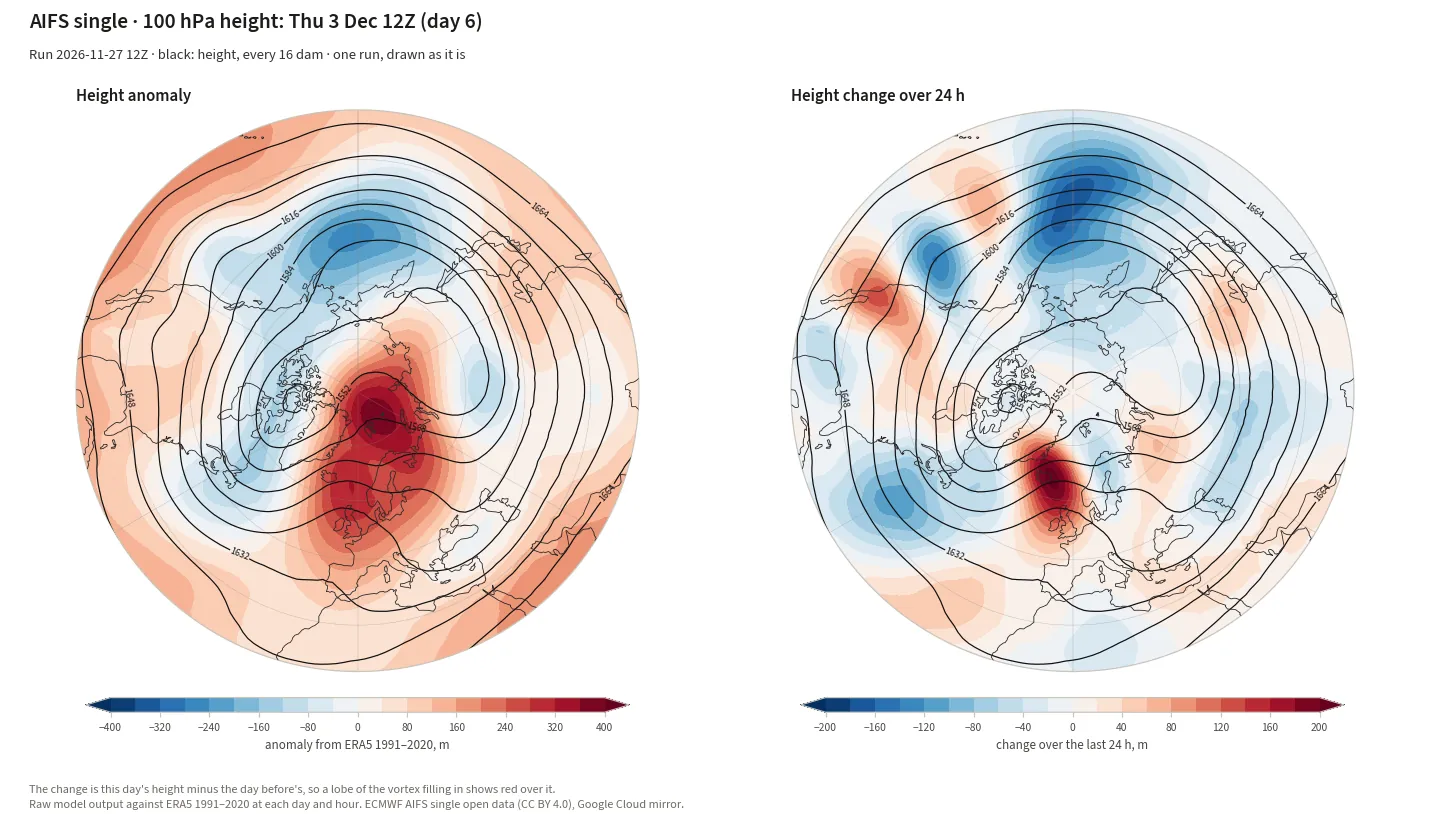 AIFS single · 100 hPa height: Thu 3 Dec 12Z (day 6)
Run 2026-11-27 12Z · black: height, every 16 dam · one run, drawn as it is
Height anomaly
Height change over 24 h
1664
1616
1600
1584
1552
1568
1648
1632
1664
1664
1616
1600
1584
1552
1568
1648
1632
1664
−400 −320 −240 −160 −80 0 80 160 240 320 400
anomaly from ERA5 1991–2020, m
−200 −160 −120 −80 −40 0 40 80 120 160 200
change over the last 24 h, m
The change is this day's height minus the day before's, so a lobe of the vortex filling in shows red over it.
Raw model output against ERA5 1991–2020 at each day and hour. ECMWF AIFS single open data (CC BY 4.0), Google Cloud mirror.